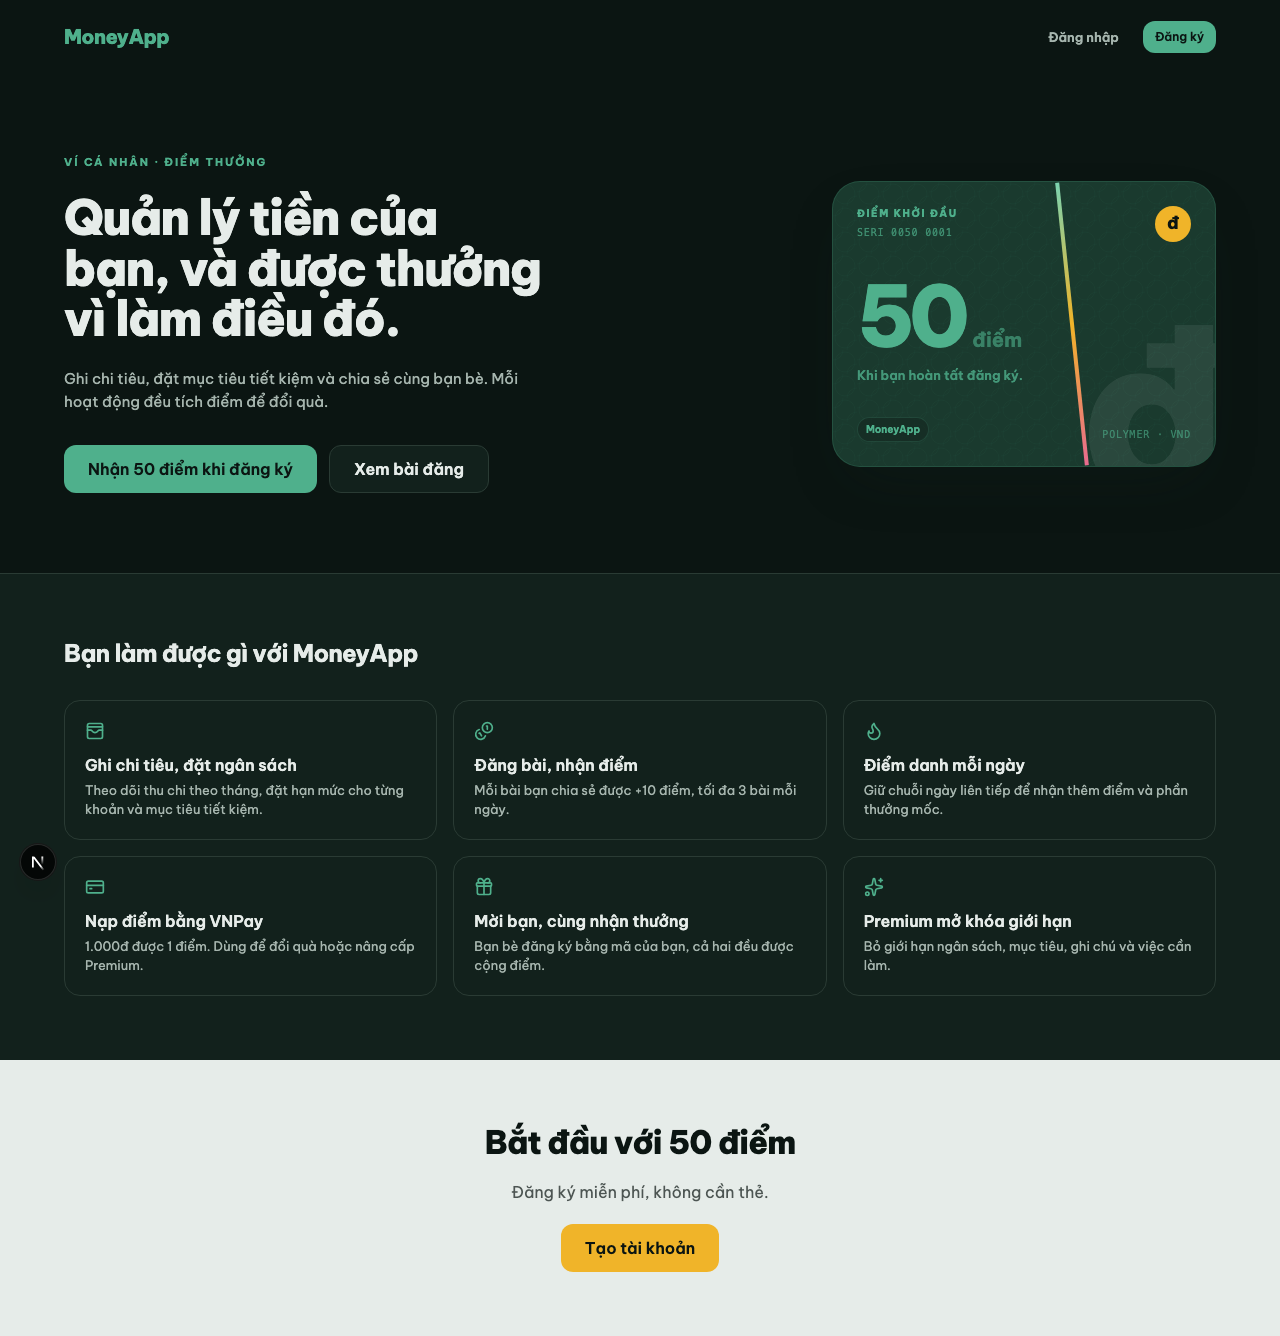 MoneyApp
Đăng nhập
Đăng ký
VÍ CÁ NHÂN · ĐIỂM THƯỞNG
Quản lý tiền của
bạn, và được thưởng
vì làm điều đó.
Ghi chi tiêu, đặt mục tiêu tiết kiệm và chia sẻ cùng bạn bè. Mỗi
hoạt động đều tích điểm để đổi quà.
Nhận 50 điểm khi đăng ký
Xem bài đăng
ĐIỂM KHỞI ĐẦU
SERI 0050 0001
đ
50 điểm
Khi bạn hoàn tất đăng ký.
đ
MoneyApp
POLYMER · VND
Bạn làm được gì với MoneyApp
Ghi chi tiêu, đặt ngân sách
Theo dõi thu chi theo tháng, đặt hạn mức cho từng
khoản và mục tiêu tiết kiệm.
Đăng bài, nhận điểm
Mỗi bài bạn chia sẻ được +10 điểm, tối đa 3 bài mỗi
ngày.
Điểm danh mỗi ngày
Giữ chuỗi ngày liên tiếp để nhận thêm điểm và phần
thưởng mốc.
N
Nạp điểm bằng VNPay
1.000đ được 1 điểm. Dùng để đổi quà hoặc nâng cấp
Premium.
Mời bạn, cùng nhận thưởng
Bạn bè đăng ký bằng mã của bạn, cả hai đều được
cộng điểm.
Premium mở khóa giới hạn
Bỏ giới hạn ngân sách, mục tiêu, ghi chú và việc cần
làm.
Bắt đầu với 50 điểm
Đăng ký miễn phí, không cần thẻ.
Tạo tài khoản